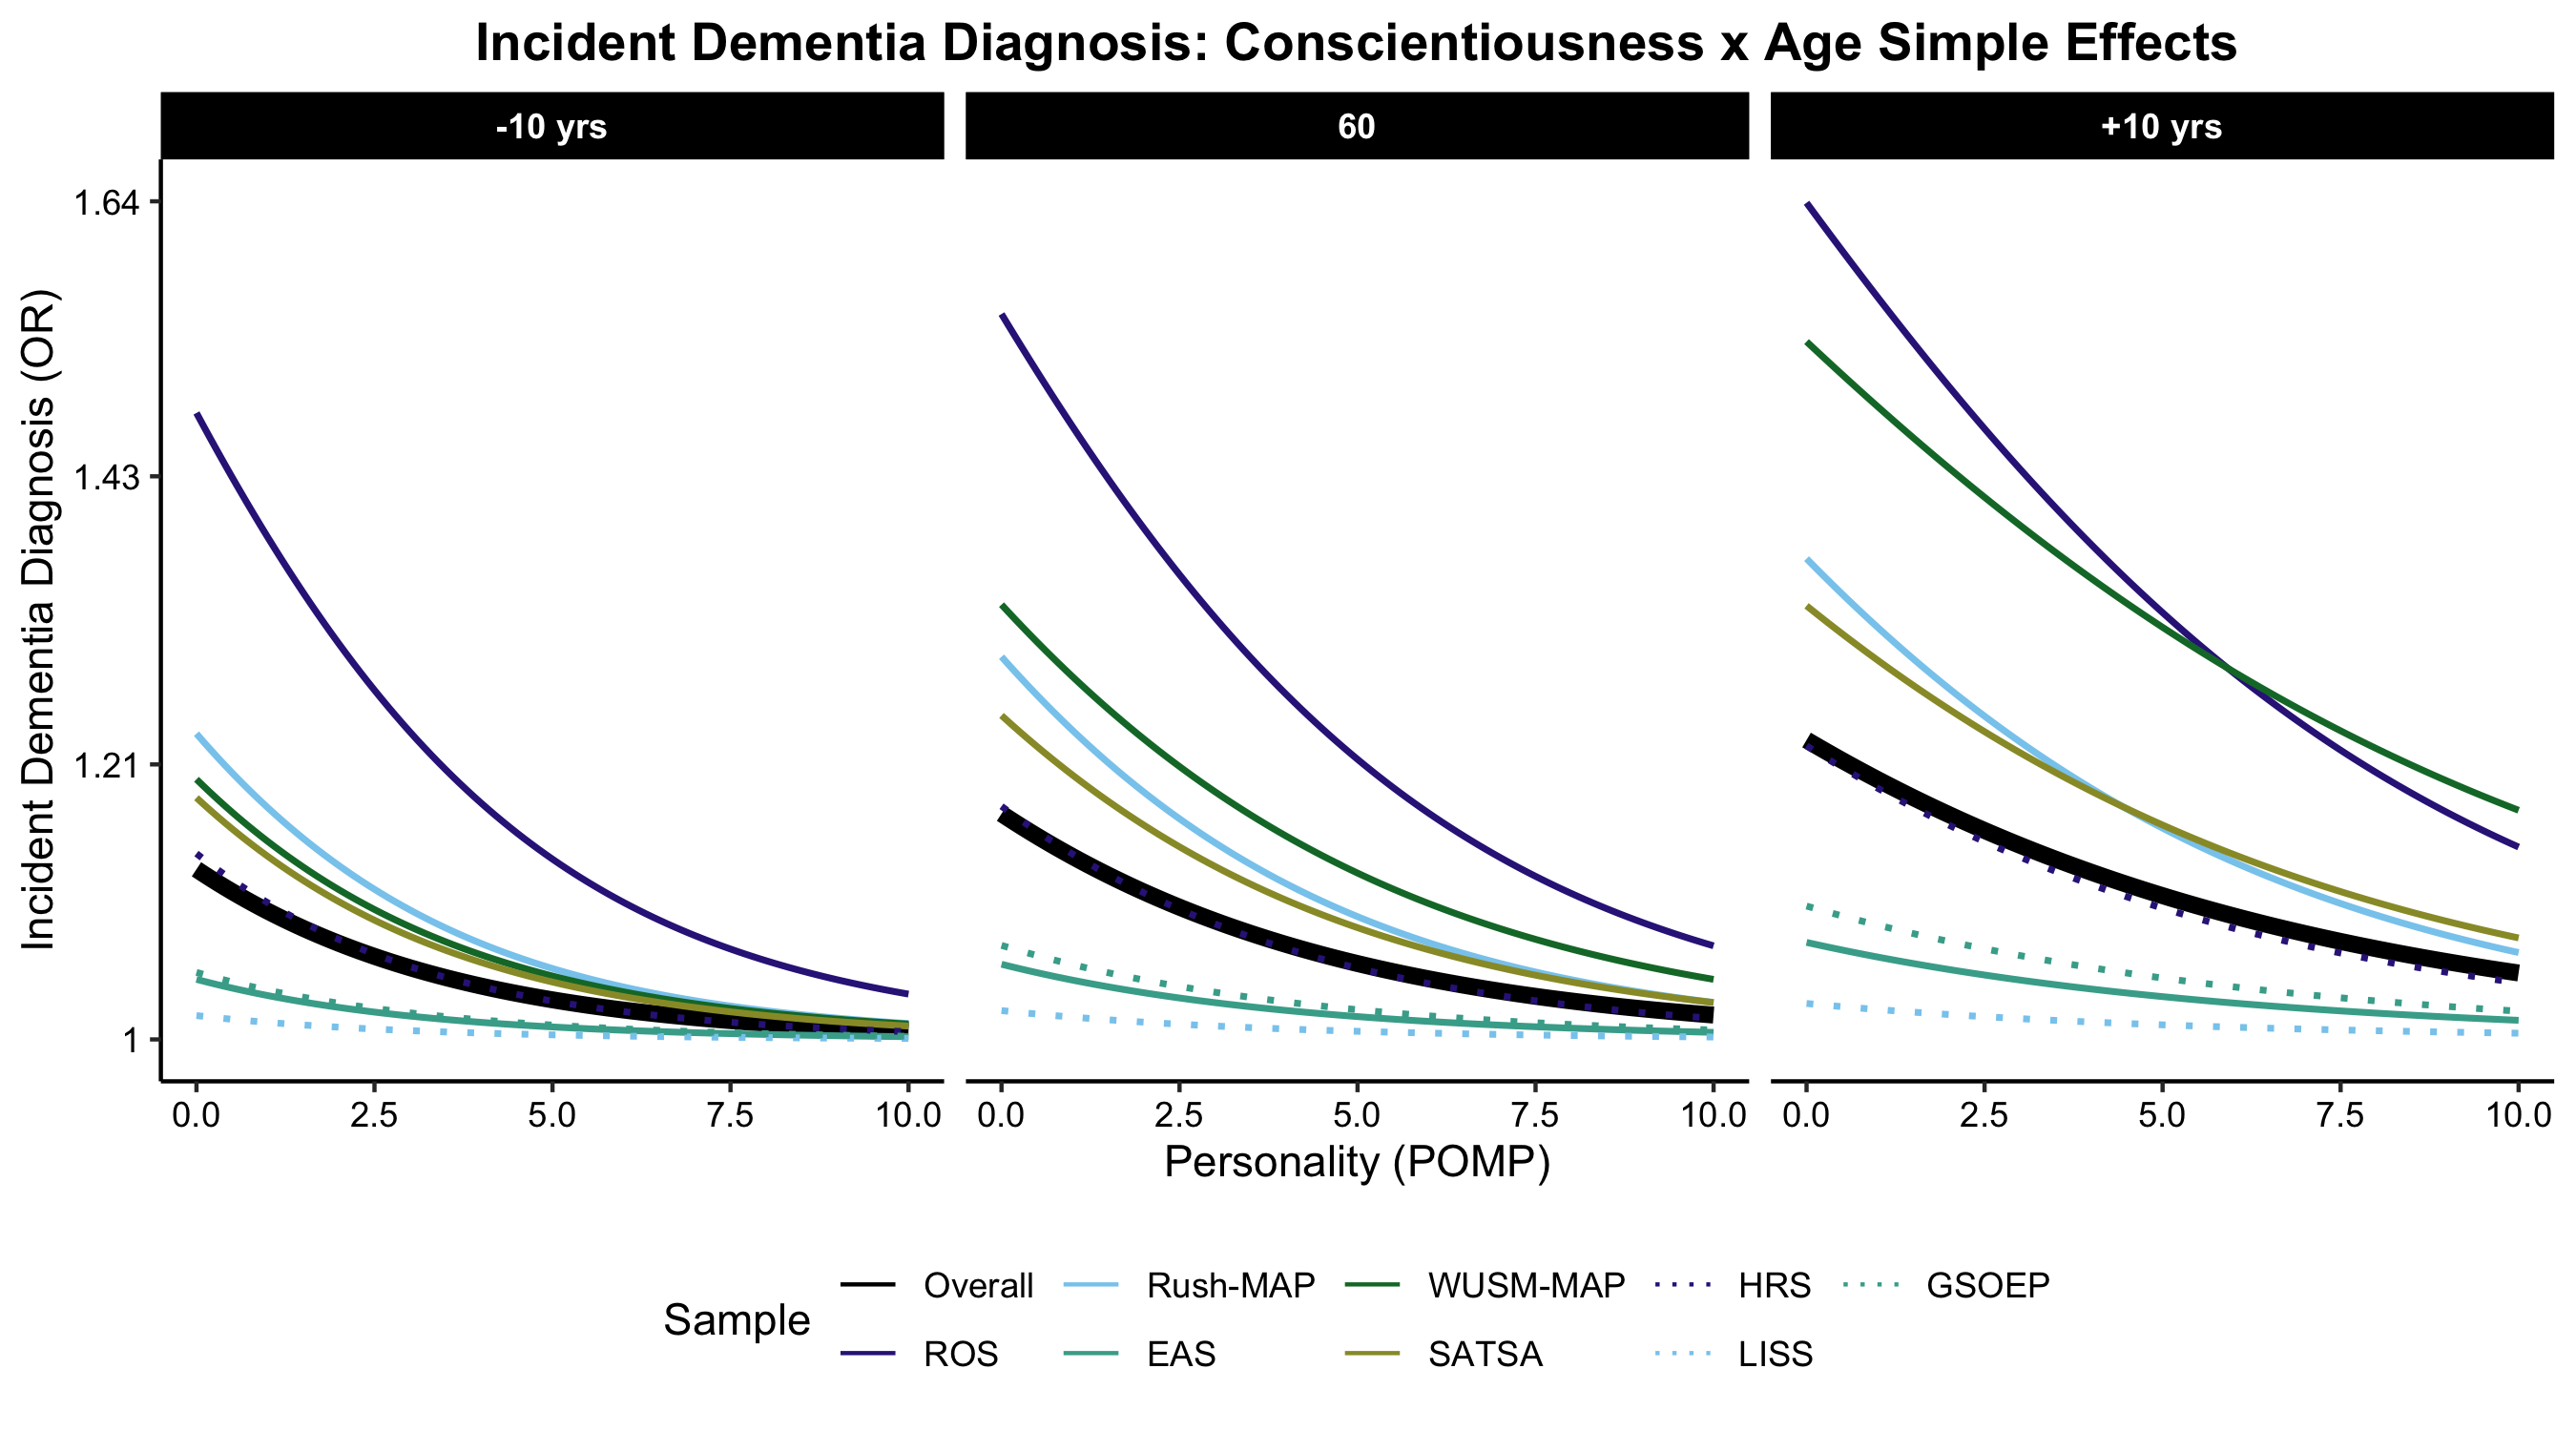 Incident Dementia Diagnosis: Conscientiousness x Age Simple Effects
-10 yrs
60
+10 yrs
Incident Dementia Diagnosis (OR)
1.64
1.43
1.21
1
0.0 2.5 5.0 7.5 10.0
0.0 2.5 5.0 7.5 10.0
0.0 2.5 5.0 7.5 10.0
Personality (POMP)
Sample
Overall Rush-MAP WUSM-MAP HRS GSOEP
ROS EAS SATSA LISS